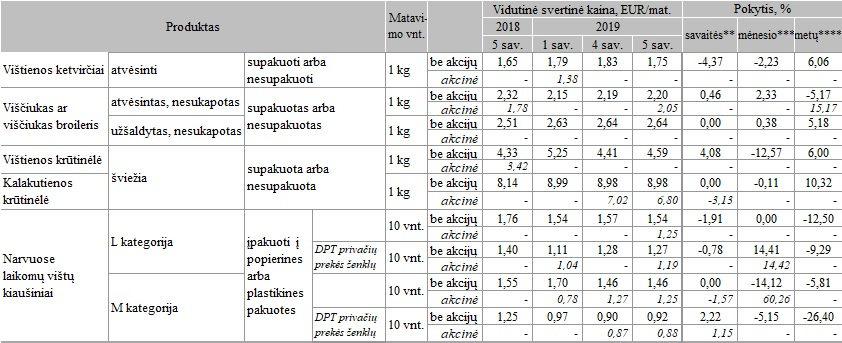 Produktas Matavi-mo vnt. Vidutinė svertinė kaina, EUR/mat. Pokytis, %
2018 2019 savaitės** mėnesio*** metų****
5 sav. 1 sav. 4 sav. 5 sav.
Vištienos ketvirčiai atvėsinti supakuoti arba nesupakuoti 1 kg be akcijų 1,65 1,79 1,83 1,75 -4,37 -2,23 6,06
akcinė - 1,38 - - - - -
Viščiukas ar viščiukas broileris atvėsintas, nesukapotas supakuotas arba nesupakuotas 1 kg be akcijų 2,32 2,15 2,19 2,20 0,46 2,33 -5,17
akcinė 1,78 - - 2,05 - - 15,17
užšaldytas, nesukapotas 1 kg be akcijų 2,51 2,63 2,64 2,64 0,00 0,38 5,18
akcinė - - - - - - -
Vištienos krūtinėlė šviežia supakuota arba nesupakuota 1 kg be akcijų 4,33 5,25 4,41 4,59 4,08 -12,57 6,00
akcinė 3,42 - - - - - -
Kalakutienos krūtinėlė 1 kg be akcijų 8,14 8,99 8,98 8,98 0,00 -0,11 10,32
akcinė - - 7,02 6,80 -3,13 - -
Narvuose laikomų vištų kiaušiniai L kategorija įpakuoti į popierines arba plastikines pakuotes 10 vnt. be akcijų 1,76 1,54 1,57 1,54 -1,91 0,00 -12,50
akcinė - - - 1,25 - - -
DPT privačių prekės ženklų 10 vnt. be akcijų 1,40 1,11 1,28 1,27 -0,78 14,41 -9,29
akcinė - 1,04 - 1,19 - 14,42 -
M kategorija 10 vnt. be akcijų 1,55 1,70 1,46 1,46 0,00 -14,12 -5,81
akcinė - 0,78 1,27 1,25 -1,57 60,26 -
DPT privačių prekės ženklų 10 vnt. be akcijų 1,25 0,97 0,90 0,92 2,22 -5,15 -26,40
akcinė - - 0,87 0,88 1,15 - -